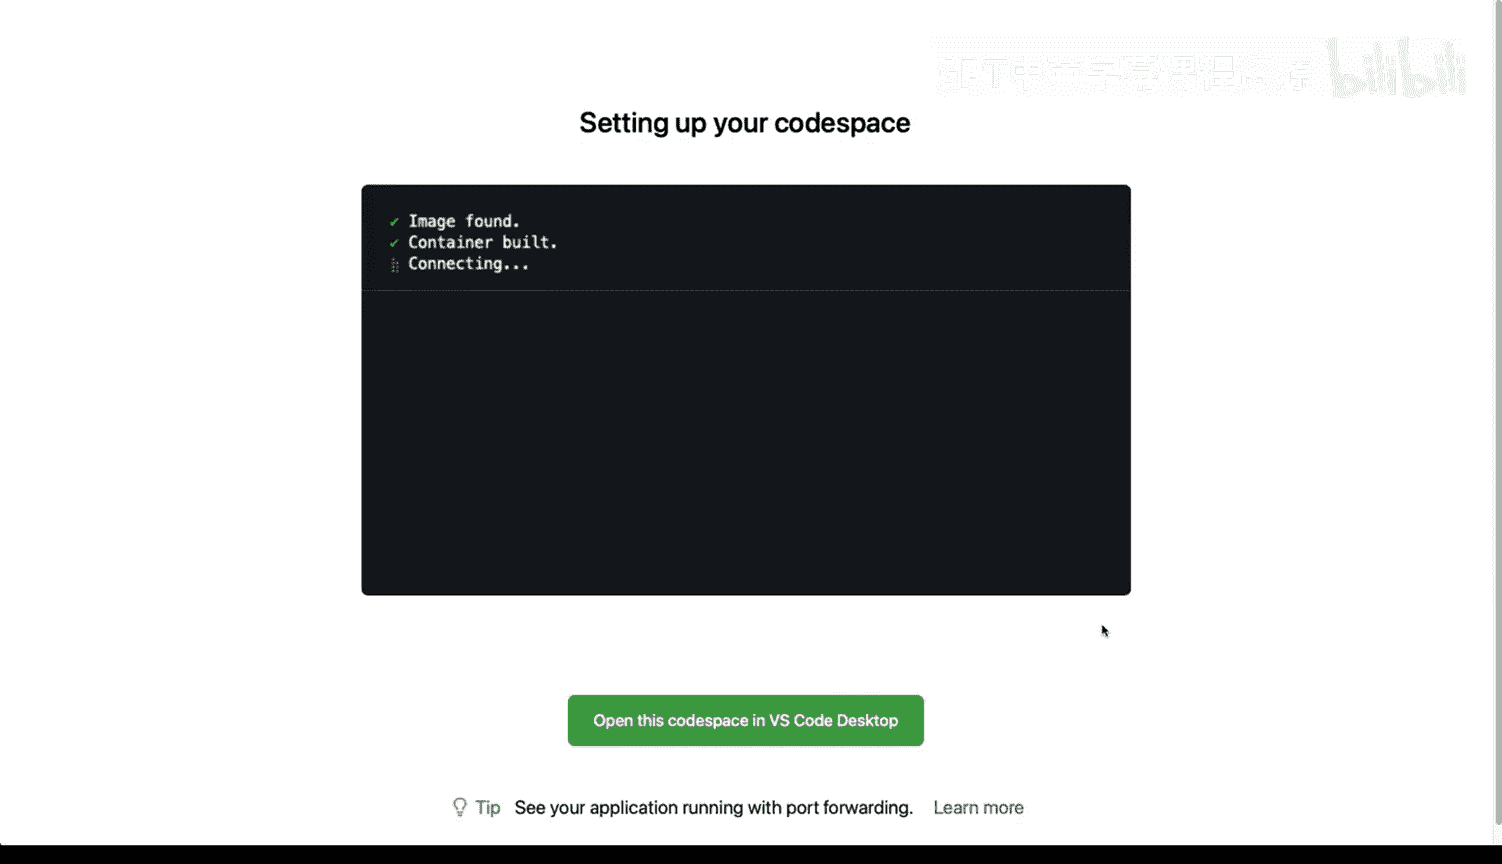 bilibili
Setting up your codespace
✔ Image found.
✔ Container built.
Connecting...
Open this codespace in VS Code Desktop
Tip See your application running with port forwarding. Learn more